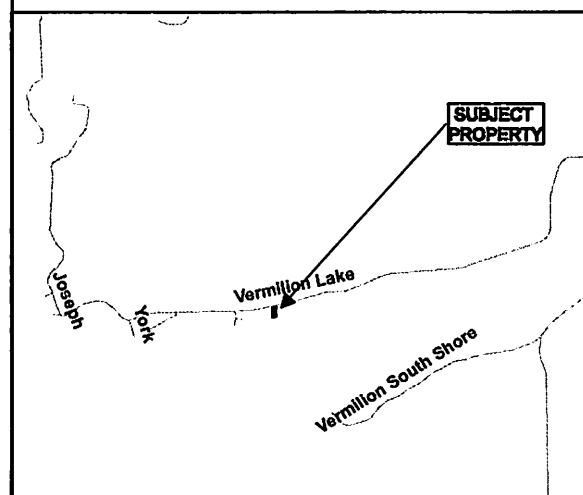 SUBJECT
PROPERTY
Vermilion Lake
Joseph
York
Vermilion South Shore